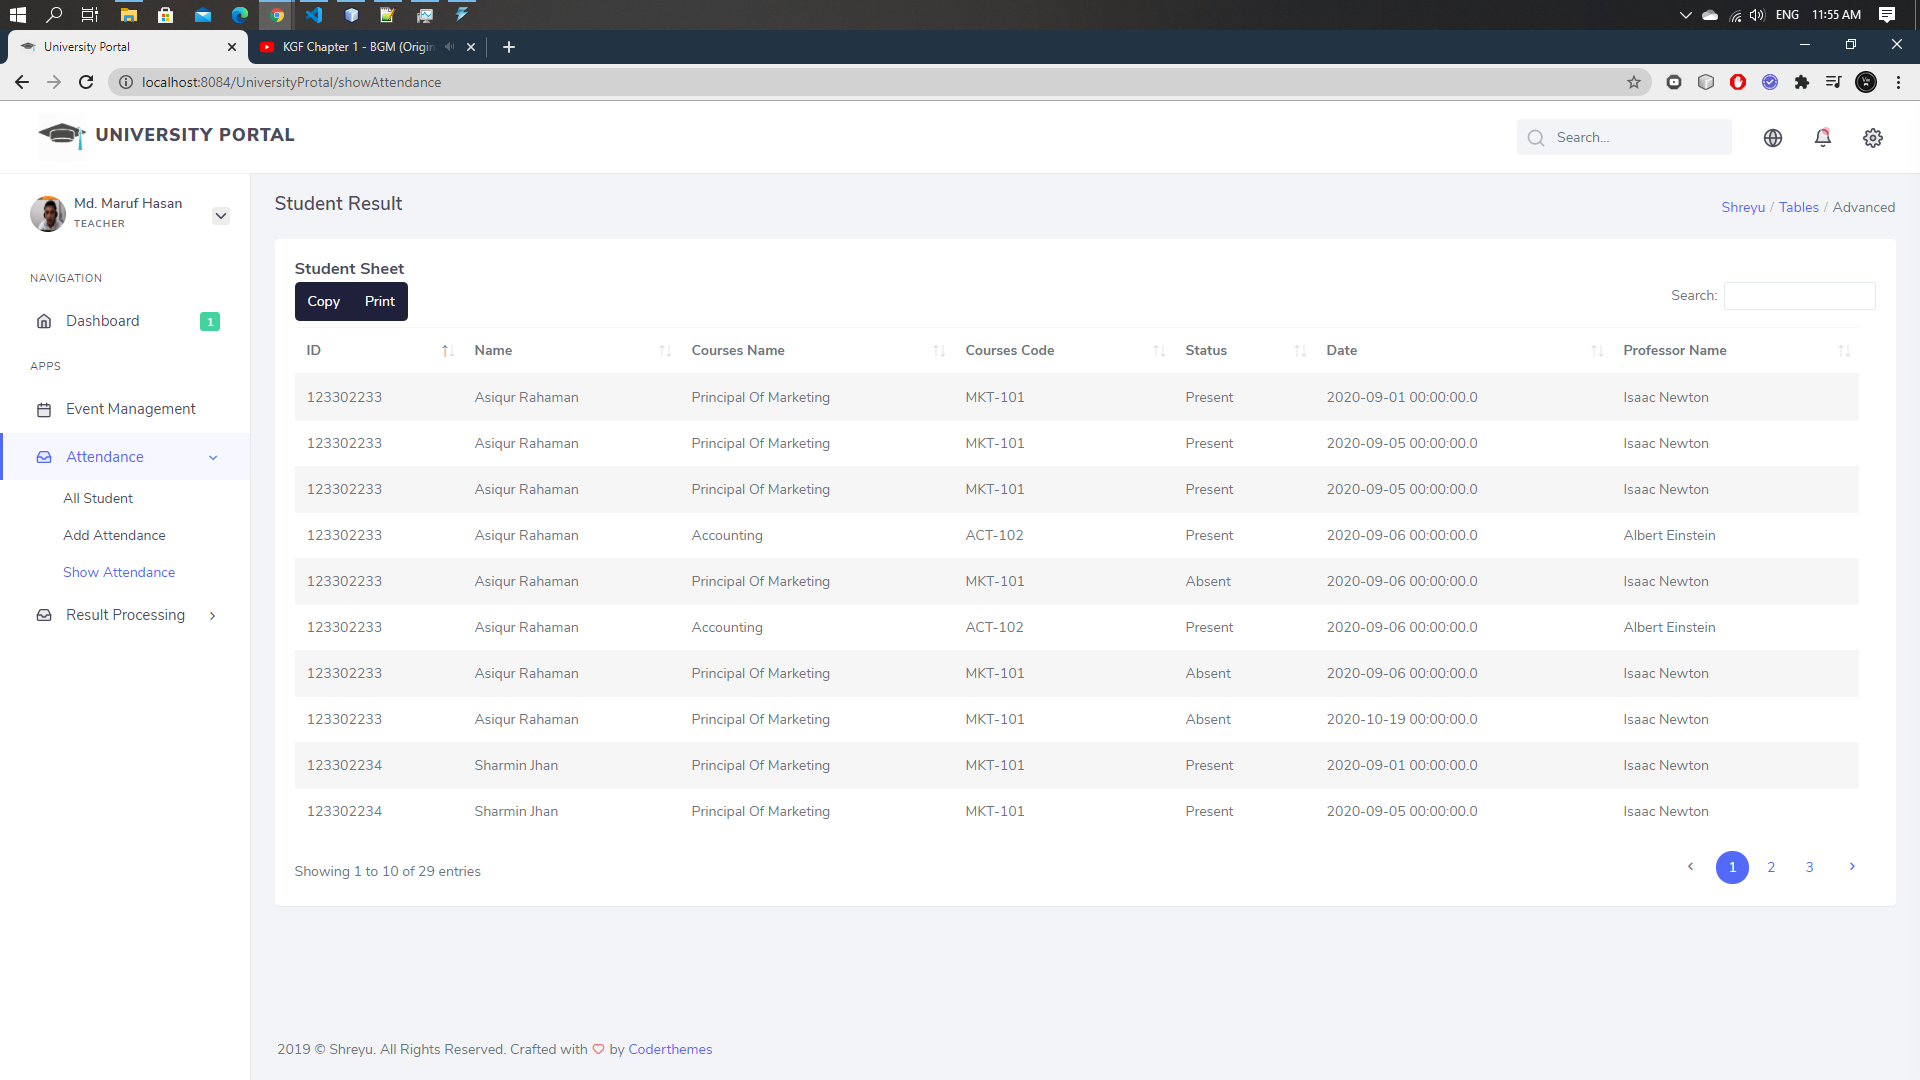 ENG 11:55 AM
University Portal
KGF Chapter 1 - BGM (Origin
localhost:8084/UniversityProtal/showAttendance
UNIVERSITY PORTAL
Search...
Md. Maruf Hasan
TEACHER
NAVIGATION
Dashboard 1
APPS
Event Management
Attendance
All Student
Add Attendance
Show Attendance
Result Processing
Student Result
Shreyu / Tables / Advanced
Student Sheet
Copy Print
Search:
ID Name Courses Name Courses Code Status Date Professor Name
123302233 Asiqur Rahaman Principal Of Marketing MKT-101 Present 2020-09-01 00:00:00.0 Isaac Newton
123302233 Asiqur Rahaman Principal Of Marketing MKT-101 Present 2020-09-05 00:00:00.0 Isaac Newton
123302233 Asiqur Rahaman Principal Of Marketing MKT-101 Present 2020-09-05 00:00:00.0 Isaac Newton
123302233 Asiqur Rahaman Accounting ACT-102 Present 2020-09-06 00:00:00.0 Albert Einstein
123302233 Asiqur Rahaman Principal Of Marketing MKT-101 Absent 2020-09-06 00:00:00.0 Isaac Newton
123302233 Asiqur Rahaman Accounting ACT-102 Present 2020-09-06 00:00:00.0 Albert Einstein
123302233 Asiqur Rahaman Principal Of Marketing MKT-101 Absent 2020-09-06 00:00:00.0 Isaac Newton
123302233 Asiqur Rahaman Principal Of Marketing MKT-101 Absent 2020-10-19 00:00:00.0 Isaac Newton
123302234 Sharmin Jhan Principal Of Marketing MKT-101 Present 2020-09-01 00:00:00.0 Isaac Newton
123302234 Sharmin Jhan Principal Of Marketing MKT-101 Present 2020-09-05 00:00:00.0 Isaac Newton
Showing 1 to 10 of 29 entries
1 2 3
2019 © Shreyu. All Rights Reserved. Crafted with ♡ by Coderthemes